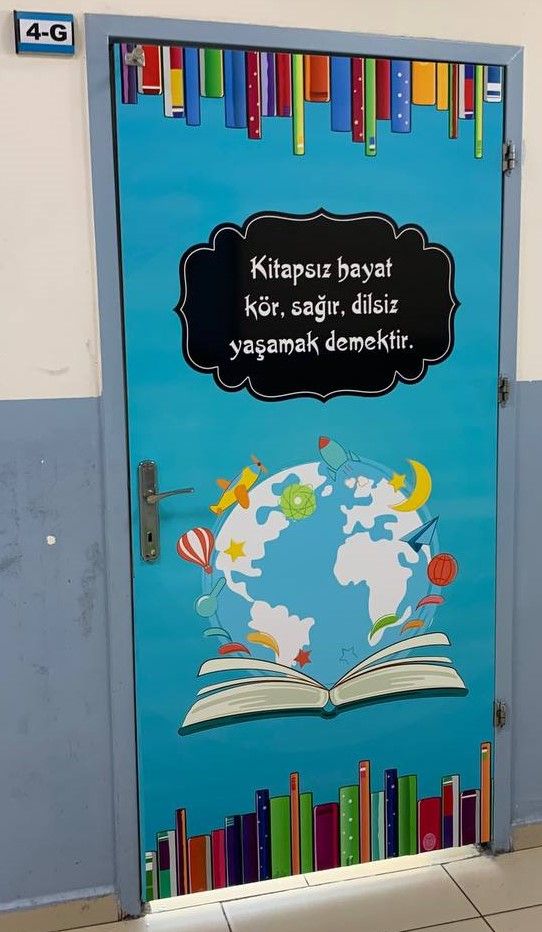 4-G
Kitapsız hayat
kör, sağır, dilsiz
yaşamak demektir.